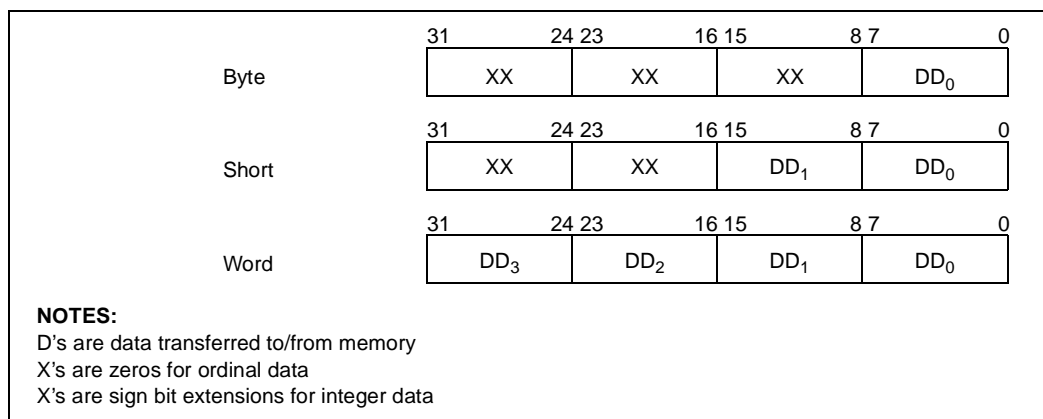 31 24 23 16 15 8 7 0
Byte XX XX XX DD₀
31 24 23 16 15 8 7 0
Short XX XX DD₁ DD₀
31 24 23 16 15 8 7 0
Word DD₃ DD₂ DD₁ DD₀
NOTES:
D's are data transferred to/from memory
X's are zeros for ordinal data
X's are sign bit extensions for integer data